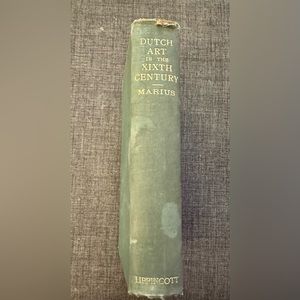 DUTCH
ART
IN THE
XIXTH
CENTURY
MARIUS
LIPPINCOTT